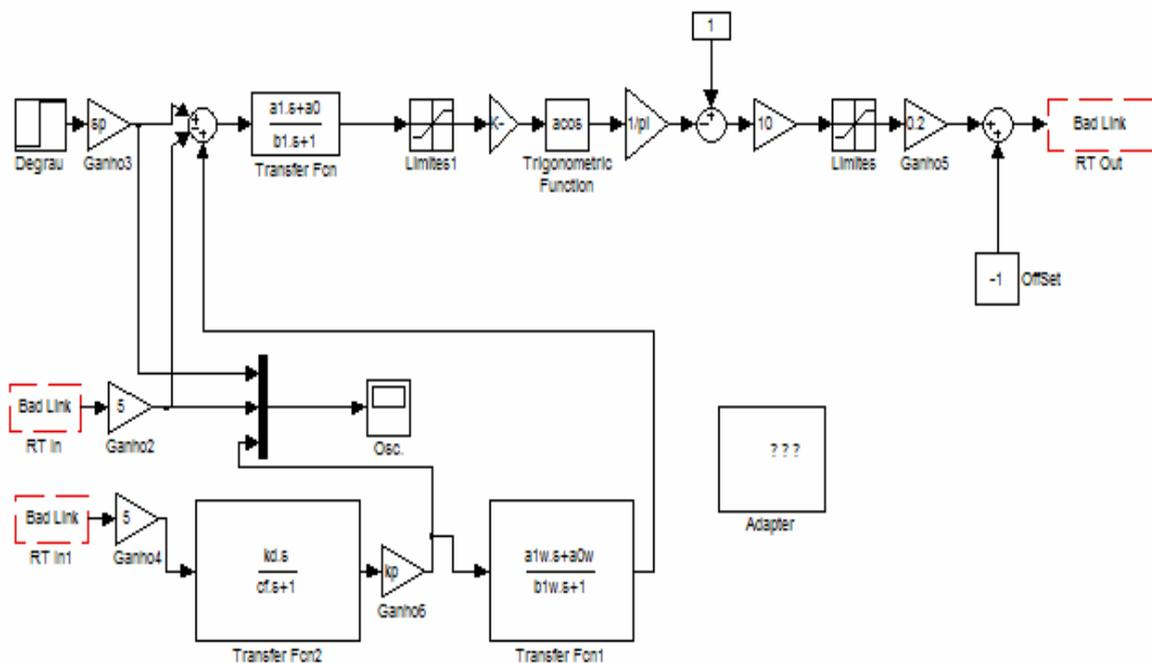 1
sp
Degrau
Ganho3
a1.s+a0
b1.s+1
Transfer Fcn
Limites1
K-
acos
Trigonometric
Function
1/pi
10
Limites
0.2
Ganho5
Bad Link
RT Out
-1
OffSet
Bad Link
RT In
5
Ganho2
Osc.
? ? ?
Adapter
Bad Link
RT In1
5
Ganho4
kd.s
cf.s+1
Transfer Fcn2
kp
Ganho6
a1w.s+a0w
b1w.s+1
Transfer Fcn1